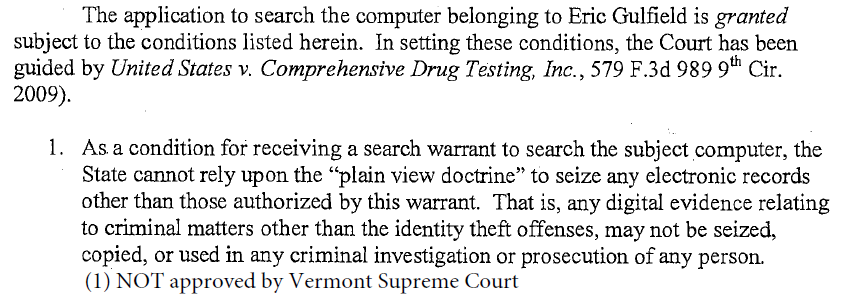 The application to search the computer belonging to Eric Gulfield is granted
subject to the conditions listed herein. In setting these conditions, the Court has been
guided by United States v. Comprehensive Drug Testing, Inc., 579 F.3d 989 9th Cir.
2009).
1. As a condition for receiving a search warrant to search the subject computer, the
State cannot rely upon the “plain view doctrine” to seize any electronic records
other than those authorized by this warrant. That is, any digital evidence relating
to criminal matters other than the identity theft offenses, may not be seized,
copied, or used in any criminal investigation or prosecution of any person.
(1) NOT approved by Vermont Supreme Court